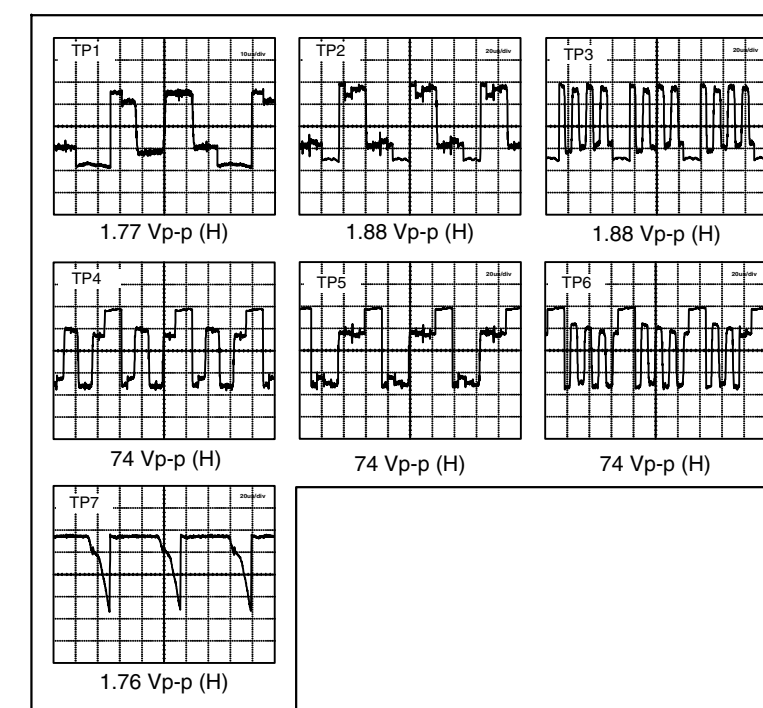 TP1
10us/div
TP2
20us/div
TP3
20us/div
1.77 Vp-p (H)
1.88 Vp-p (H)
1.88 Vp-p (H)
TP4
TP5
20us/div
TP6
20us/div
74 Vp-p (H)
74 Vp-p (H)
74 Vp-p (H)
TP7
20us/div
1.76 Vp-p (H)